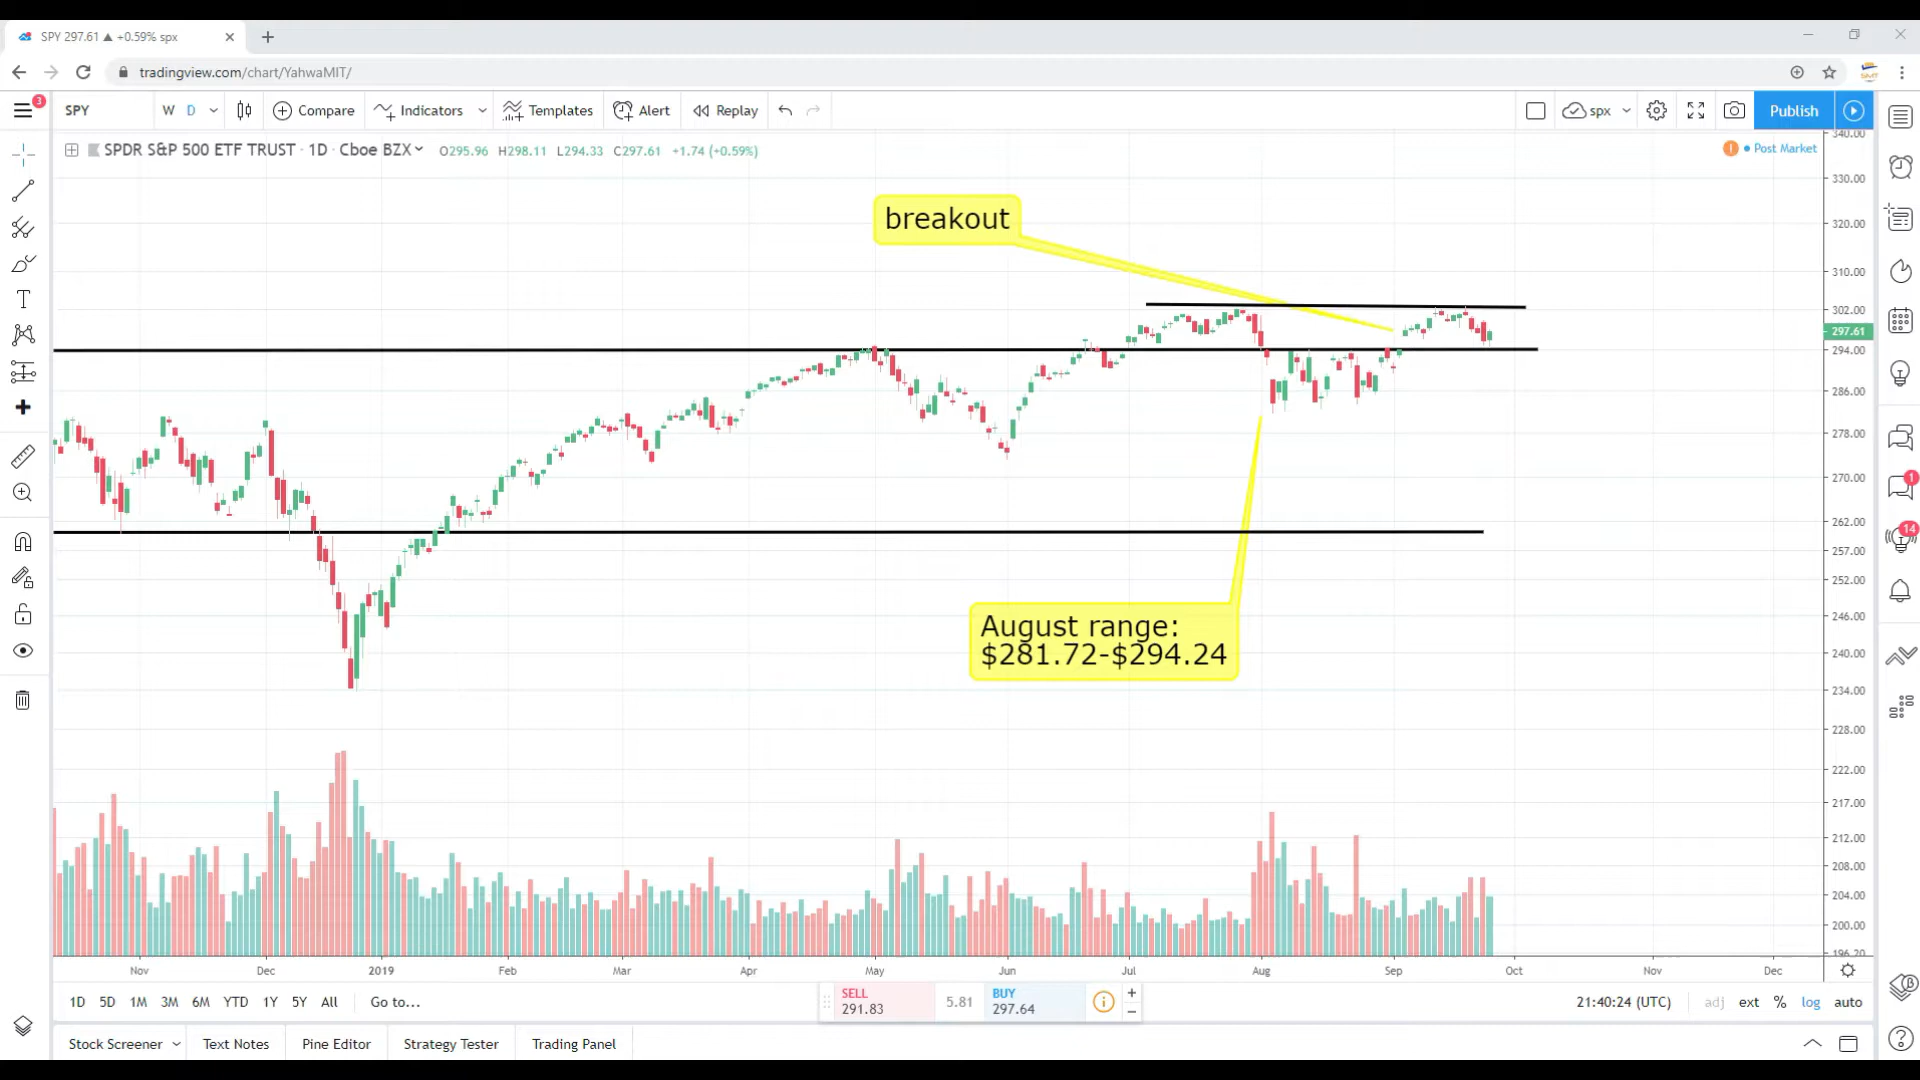 SPY 297.61 ▲ +0.59% spx
tradingview.com/chart/YahwaMIT/
3
SPY W D Compare Indicators Templates Alert Replay spx Publish
SPDR S&P 500 ETF TRUST · 1D · Cboe BZX O295.96 H298.11 L294.33 C297.61 +1.74 (+0.59%)
Post Market
340.00
330.00
320.00
310.00
302.00
297.61
294.00
286.00
278.00
270.00
262.00
257.00
252.00
246.00
240.00
234.00
228.00
222.00
217.00
212.00
208.00
204.00
200.00
196.20
breakout
August range:
$281.72-$294.24
1
14
Nov Dec 2019 Feb Mar Apr May Jun Jul Aug Sep Oct Nov Dec
1D 5D 1M 3M 6M YTD 1Y 5Y All Go to...
SELL
291.83
5.81
BUY
297.64
21:40:24 (UTC) adj ext % log auto
Stock Screener Text Notes Pine Editor Strategy Tester Trading Panel